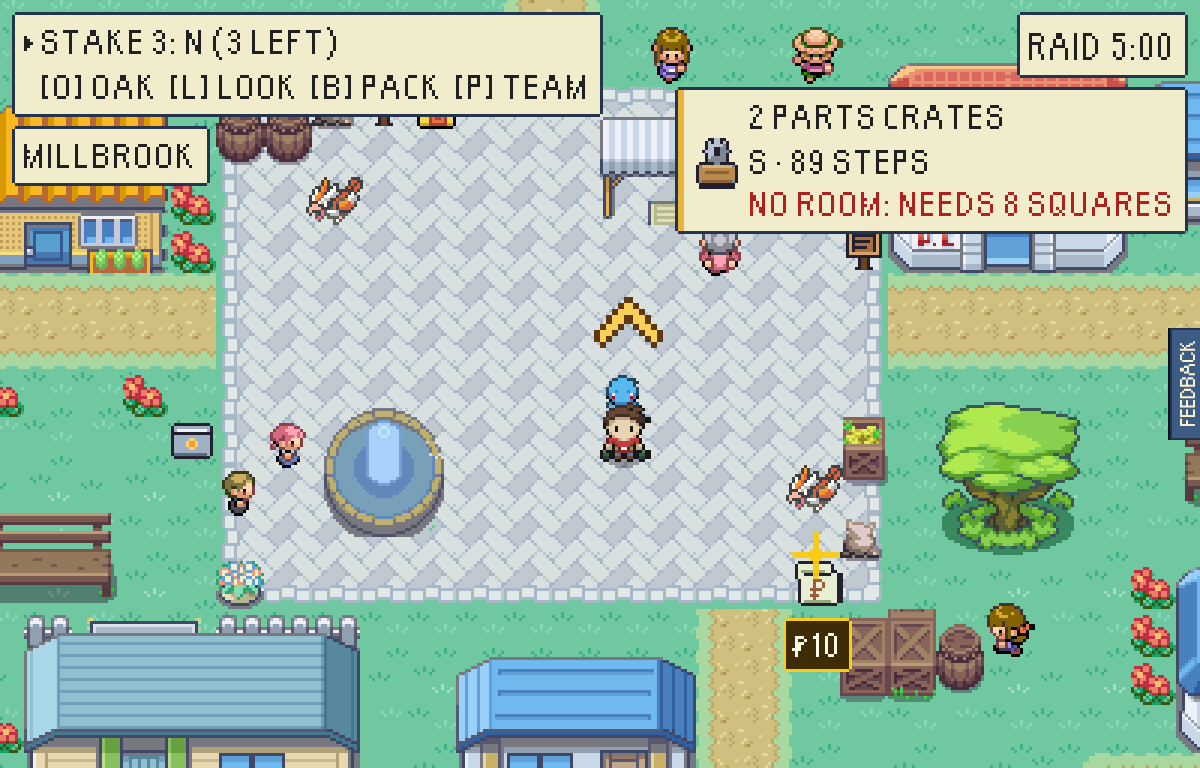 ▸STAKE 3: N (3 LEFT)
[O] OAK [L] LOOK [B] PACK [P] TEAM
RAID 5:00
MILLBROOK
2 PARTS CRATES
S · 89 STEPS
NO ROOM: NEEDS 8 SQUARES
FEEDBACK
₽
₽10